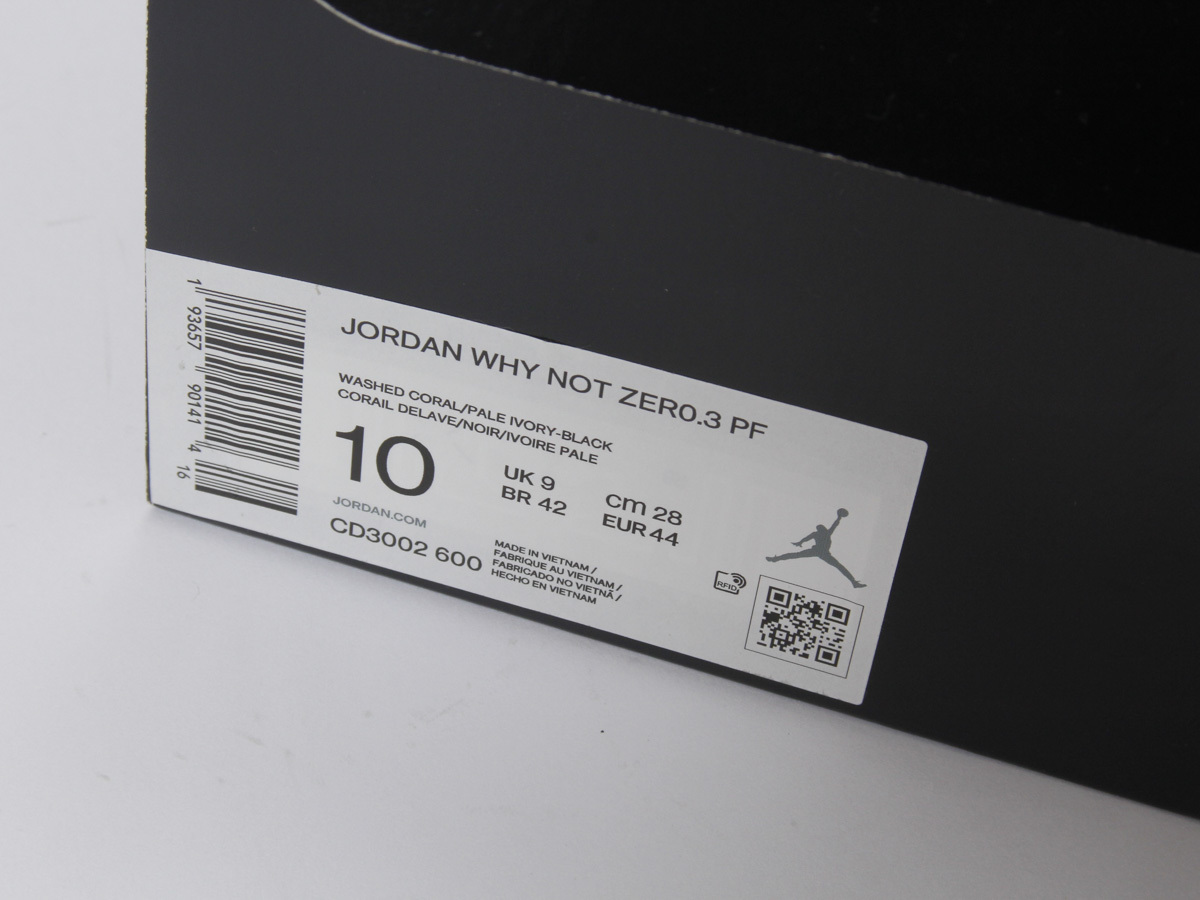 JORDAN WHY NOT ZER0.3 PF
WASHED CORAL/PALE IVORY-BLACK
CORAIL DELAVE/NOIR/IVOIRE PALE
10
UK 9
BR 42
cm 28
EUR 44
JORDAN.COM
CD3002 600
MADE IN VIETNAM /
FABRIQUE AU VIETNAM /
FABRICADO NO VIETNÃ /
HECHO EN VIETNAM
RFID
1 93657 90141 4
16